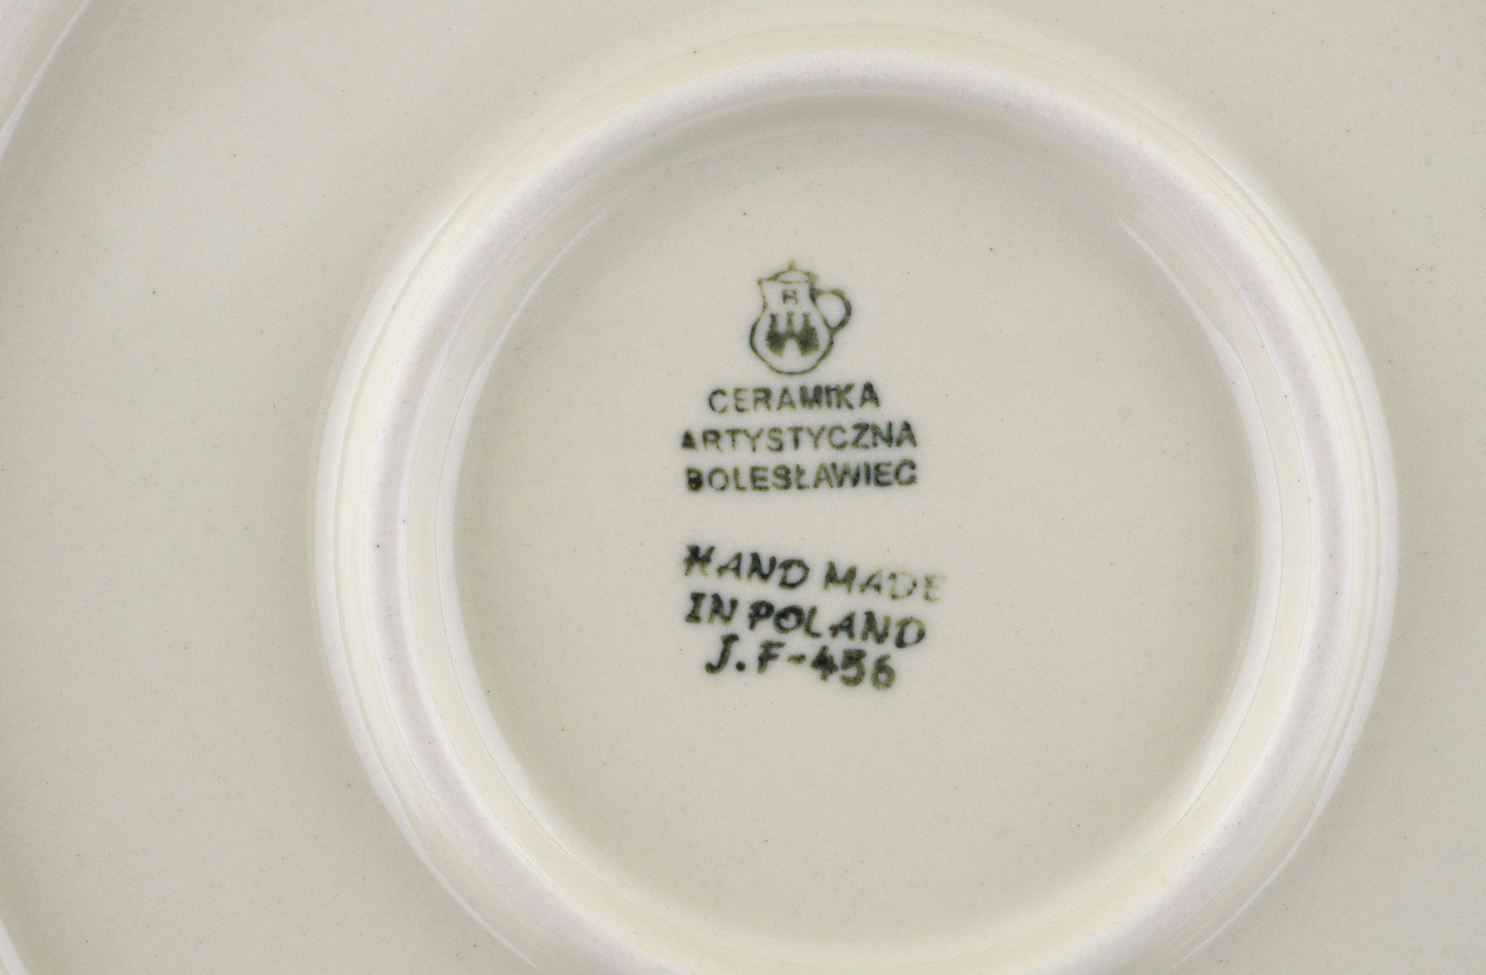 B
CERAMIKA
ARTYSTYCZNA
BOLESŁAWIEC
HAND MADE
IN POLAND
J.F-456